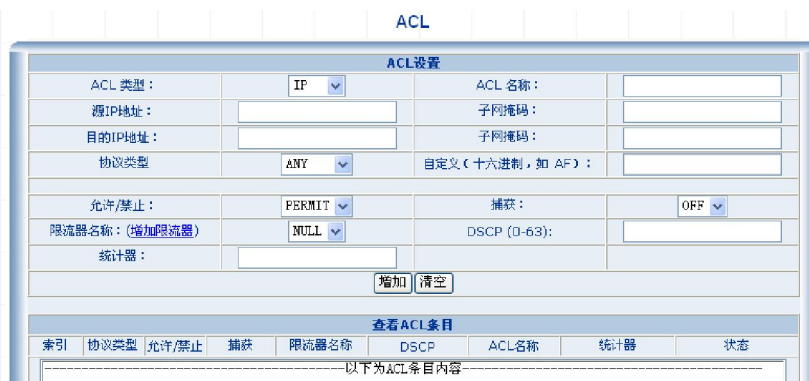 ACL
ACL设置
ACL 类型： IP ACL 名称：
源IP地址： 子网掩码：
目的IP地址： 子网掩码：
协议类型 ANY 自定义(十六进制，如 AF)：
允许/禁止： PERMIT 捕获： OFF
限流器名称：(增加限流器) NULL DSCP (0-63):
统计器：
增加 清空
查看ACL条目
索引 协议类型 允许/禁止 捕获 限流器名称 DSCP ACL名称 统计器 状态
----------------------------------------以下为ACL条目内容----------------------------------------